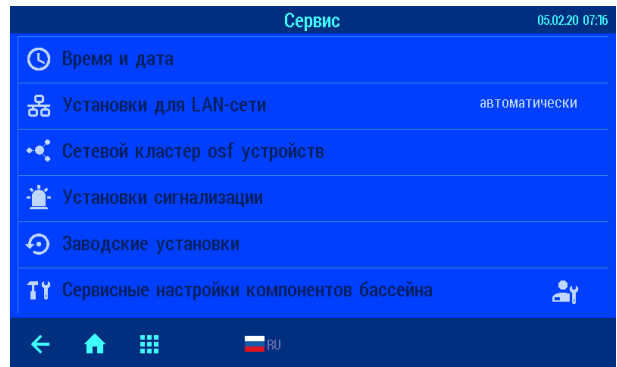 Сервис
05.02.20 07:16
Время и дата
Установки для LAN-сети
автоматически
Сетевой кластер osf устройств
Установки сигнализации
Заводские установки
Сервисные настройки компонентов бассейна
RU